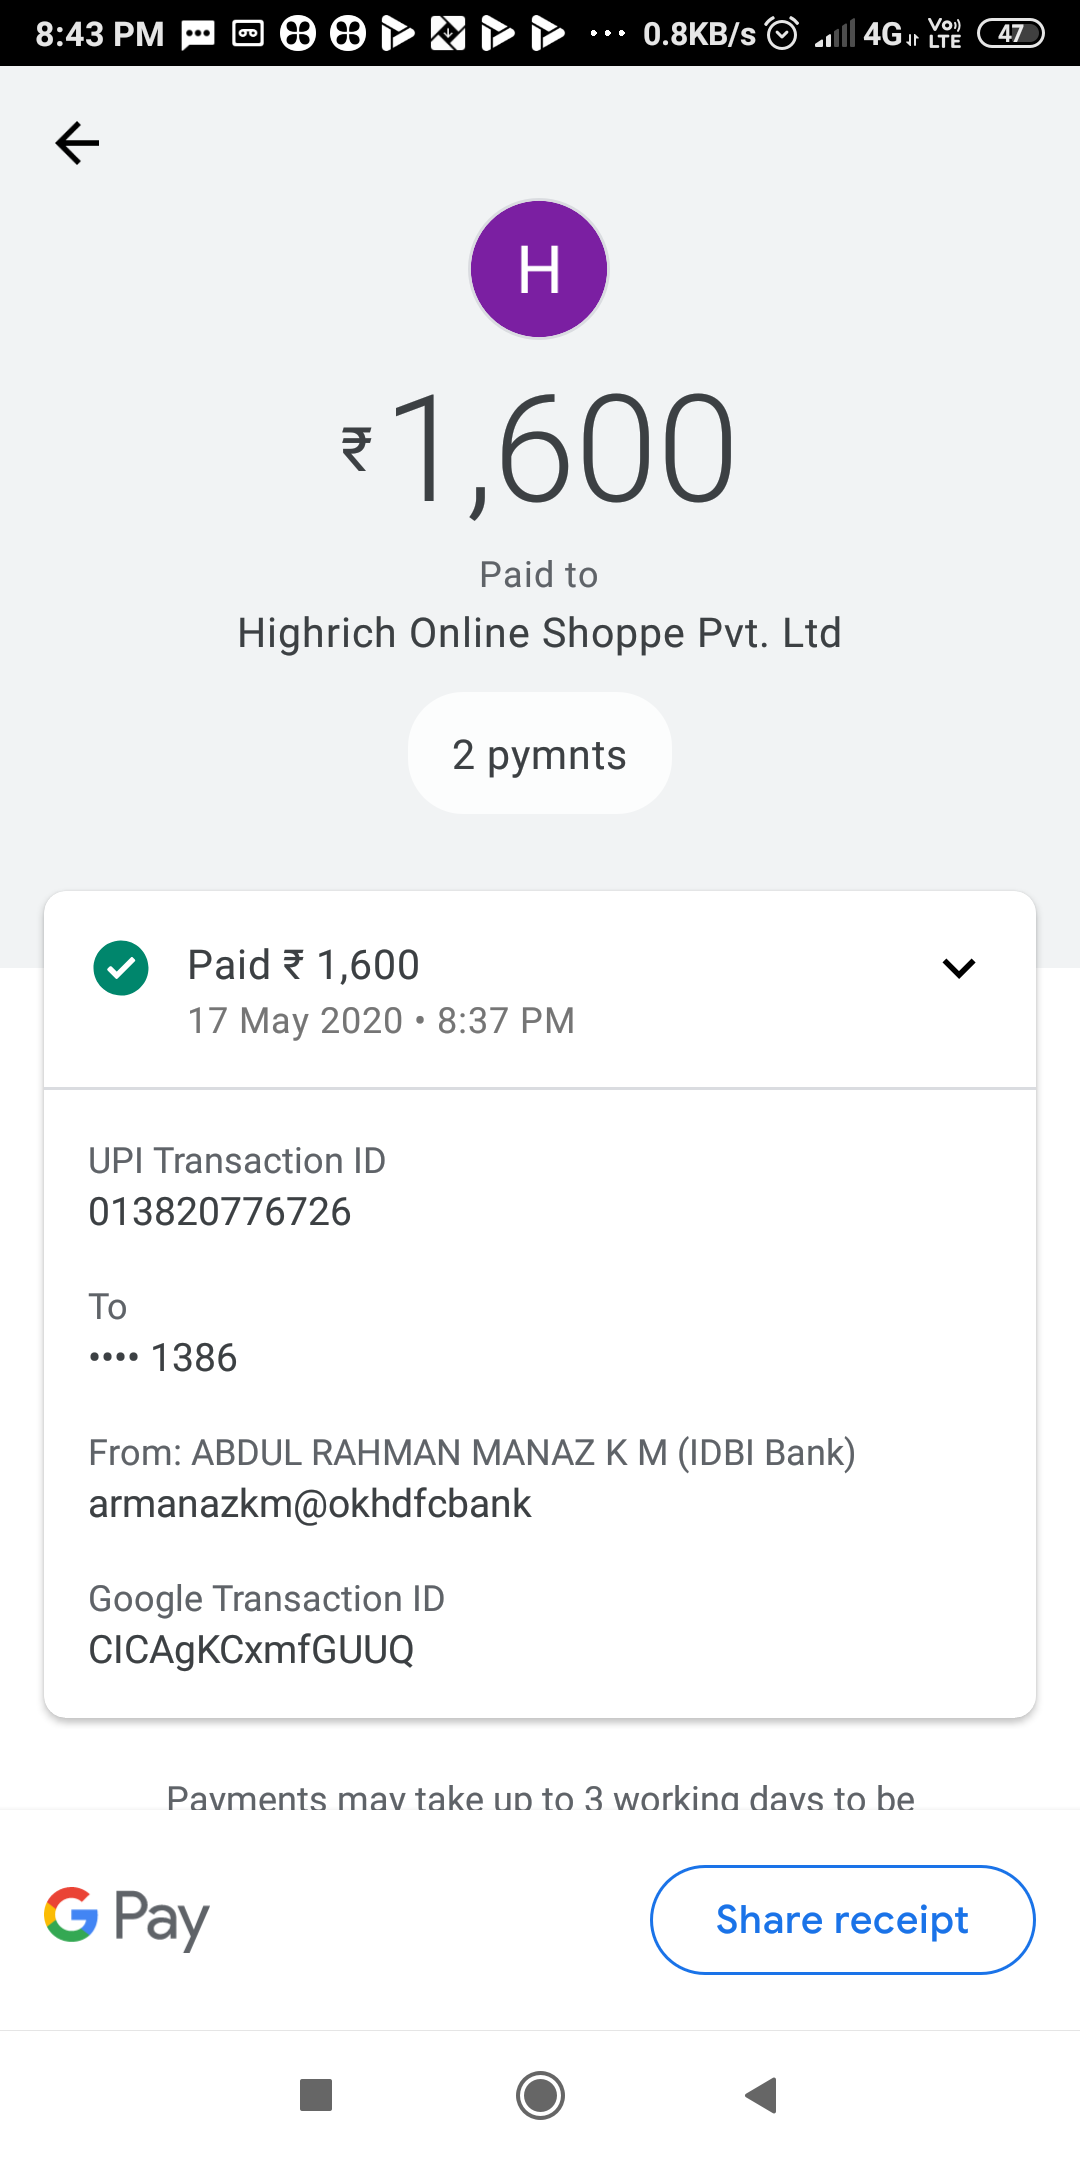 8:43 PM 0.8KB/s 4G Vo)) LTE 47
H
₹1,600
Paid to
Highrich Online Shoppe Pvt. Ltd
2 pymnts
Paid ₹ 1,600
17 May 2020 • 8:37 PM
UPI Transaction ID
013820776726
To
•••• 1386
From: ABDUL RAHMAN MANAZ K M (IDBI Bank)
armanazkm@okhdfcbank
Google Transaction ID
CICAgKCxmfGUUQ
Payments may take up to 3 working days to be
G Pay
Share receipt